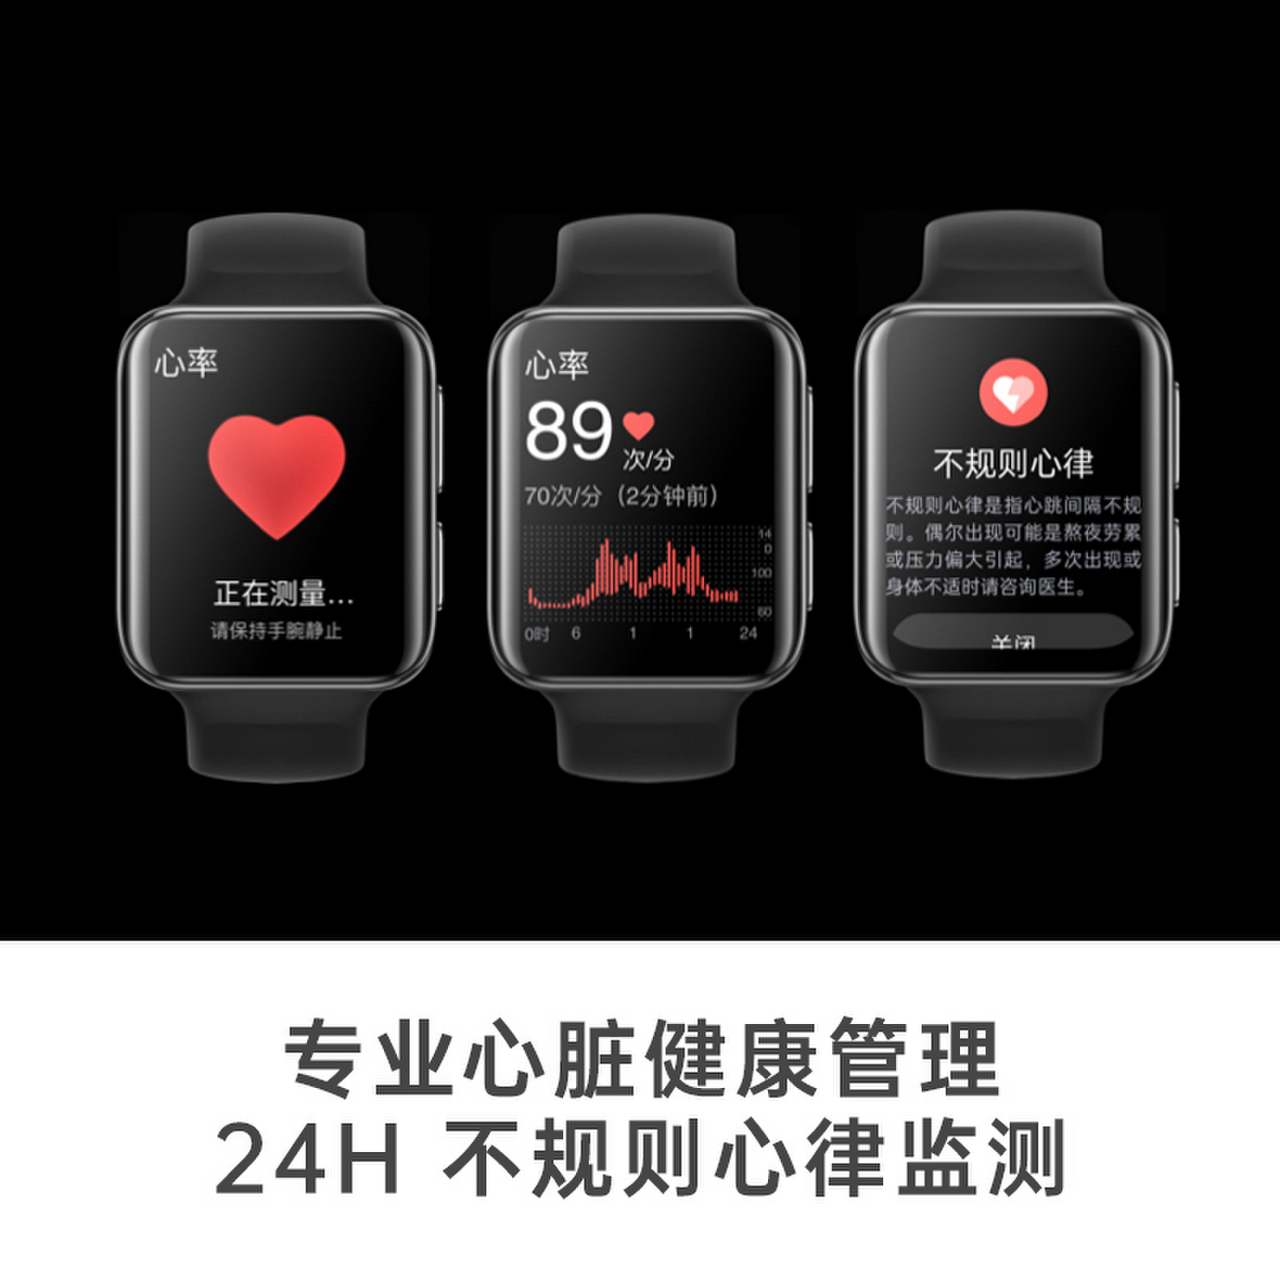 心率
正在测量...
请保持手腕静止
心率
89
次/分
70次/分（2分钟前）
14
0
100
60
0时 6 1 1 24
不规则心律
不规则心律是指心跳间隔不规
则。偶尔出现可能是熬夜劳累
或压力偏大引起，多次出现或
身体不适时请咨询医生。
关闭
专业心脏健康管理
24H 不规则心律监测